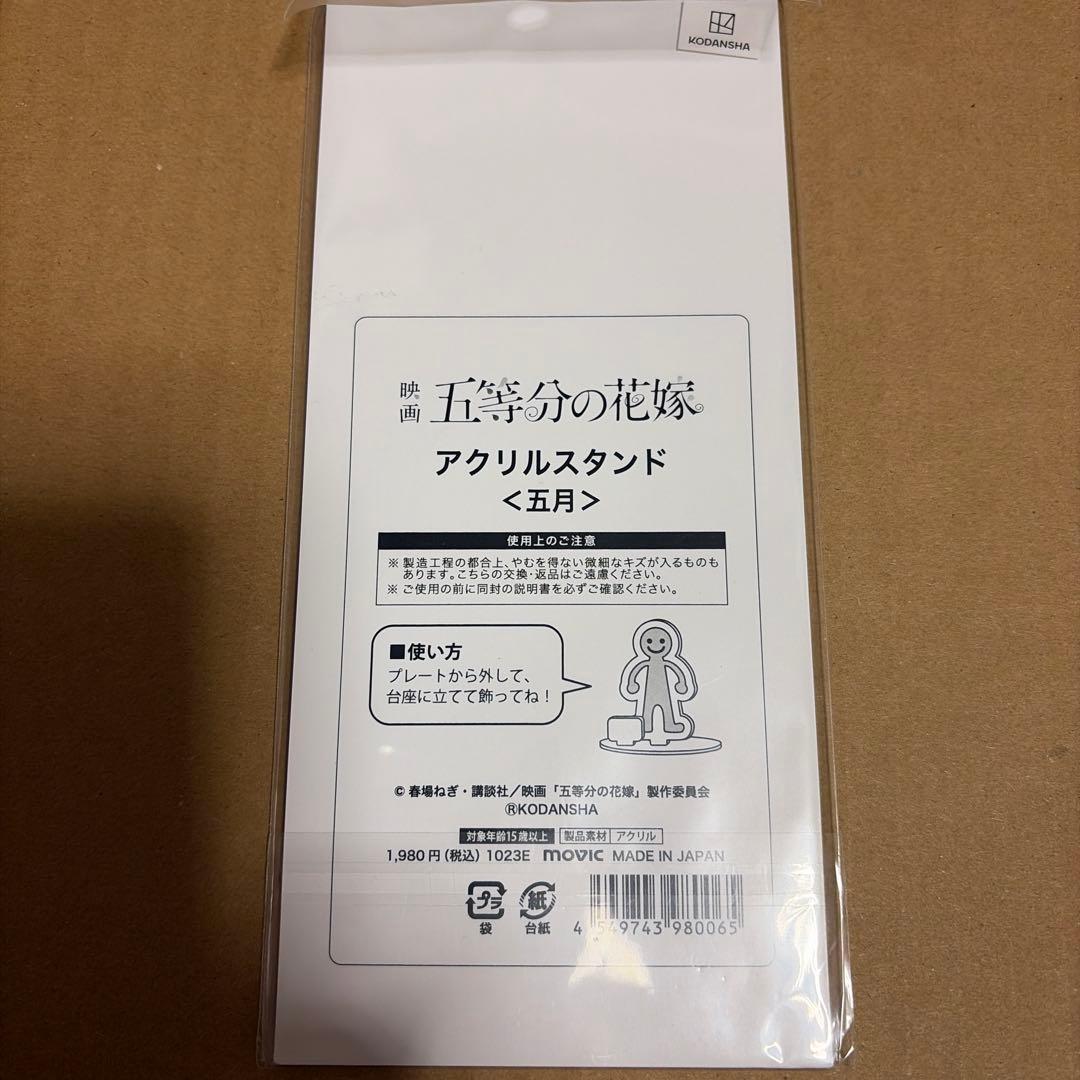 KODANSHA
映画 五等分の花嫁
アクリルスタンド
＜五月＞
使用上のご注意
※ 製造工程の都合上、やむを得ない微細なキズが入るものも
あります。こちらの交換・返品はご遠慮ください。
※ ご使用の前に同封の説明書を必ずご確認ください。
■使い方
プレートから外して、
台座に立てて飾ってね！
© 春場ねぎ・講談社／映画「五等分の花嫁」製作委員会
ⓇKODANSHA
対象年齢15歳以上 製品素材 アクリル
1,980円（税込） 1023E movic MADE IN JAPAN
プラ 紙
袋 台紙 4 549743 980065